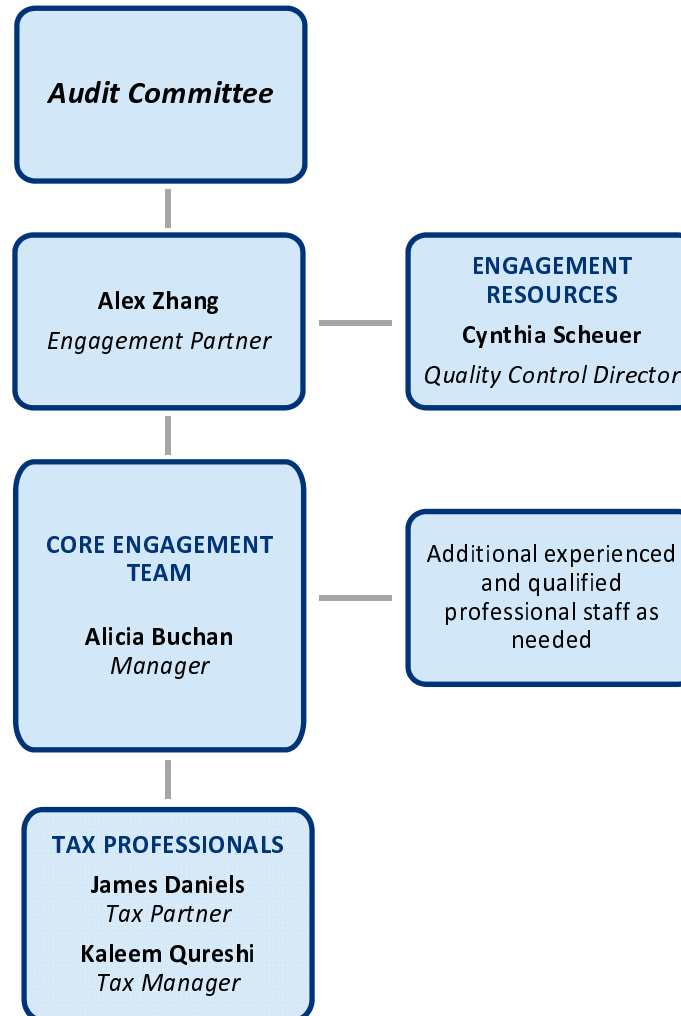 Audit Committee
Alex Zhang
Engagement Partner
ENGAGEMENT
RESOURCES
Cynthia Scheuer
Quality Control Director
CORE ENGAGEMENT
TEAM
Alicia Buchan
Manager
Additional experienced
and qualified
professional staff as
needed
TAX PROFESSIONALS
James Daniels
Tax Partner
Kaleem Qureshi
Tax Manager